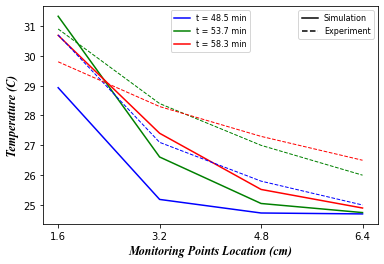 31
30
29
28
27
26
25
Temperature (C)
t = 48.5 min
t = 53.7 min
t = 58.3 min
Simulation
Experiment
1.6
3.2
4.8
6.4
Monitoring Points Location (cm)